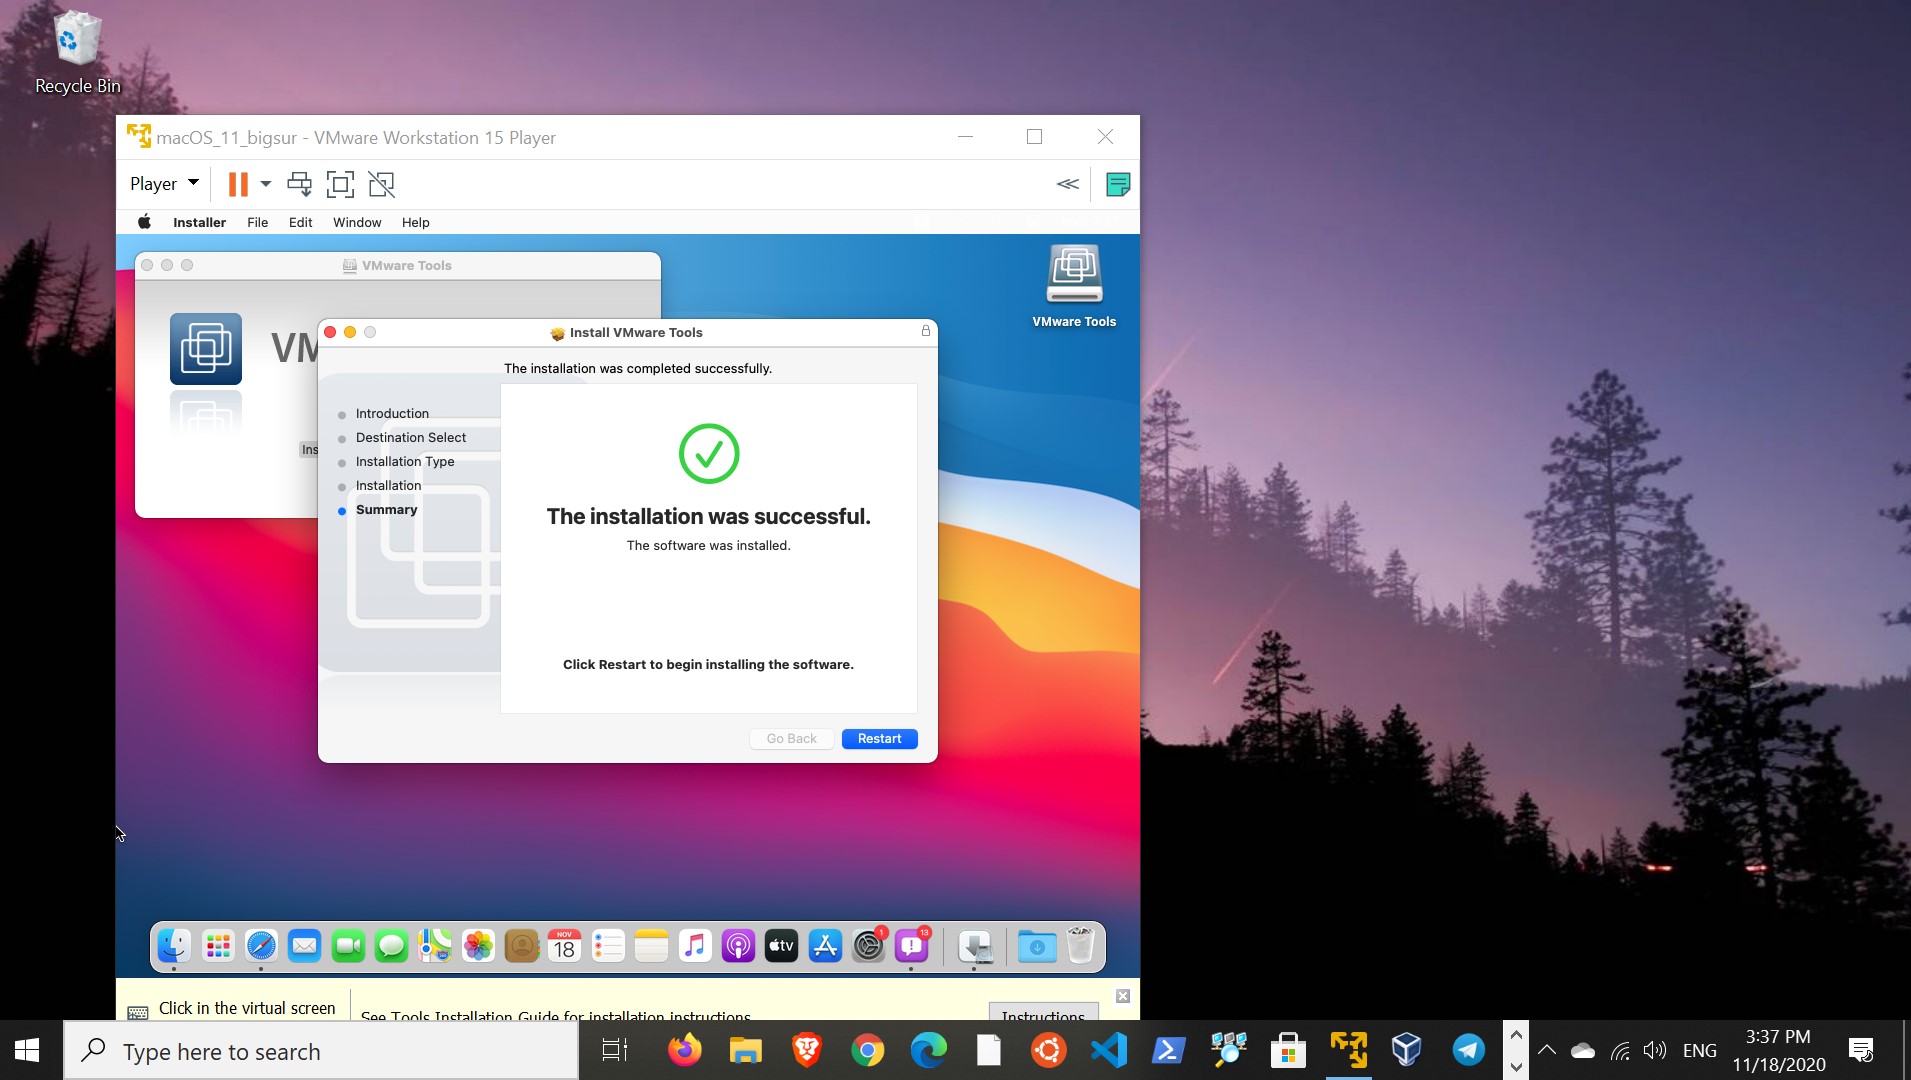 Recycle Bin
macOS_11_bigsur - VMware Workstation 15 Player
Player
Installer File Edit Window Help
VMware Tools
VM
Ins
VMware Tools
Install VMware Tools
The installation was completed successfully.
Introduction
Destination Select
Installation Type
Installation
Summary
The installation was successful.
The software was installed.
Click Restart to begin installing the software.
Go Back Restart
NOV
18
tv
1
13
Click in the virtual screen
See Tools Installation Guide for installation instructions
Instructions
Type here to search
ENG
3:37 PM
11/18/2020